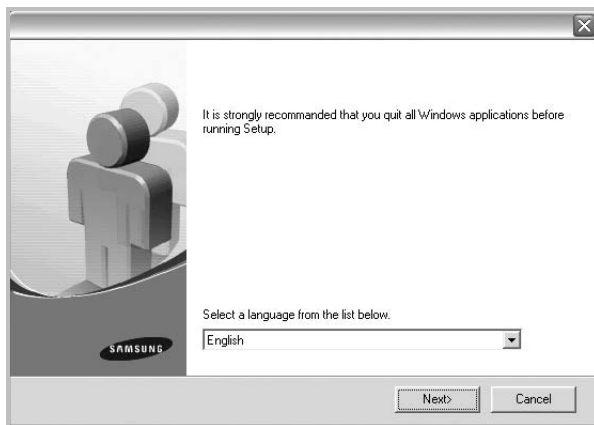 It is strongly recommanded that you quit all Windows applications before
running Setup.
Select a language from the list below.
English
SAMSUNG
Next>
Cancel